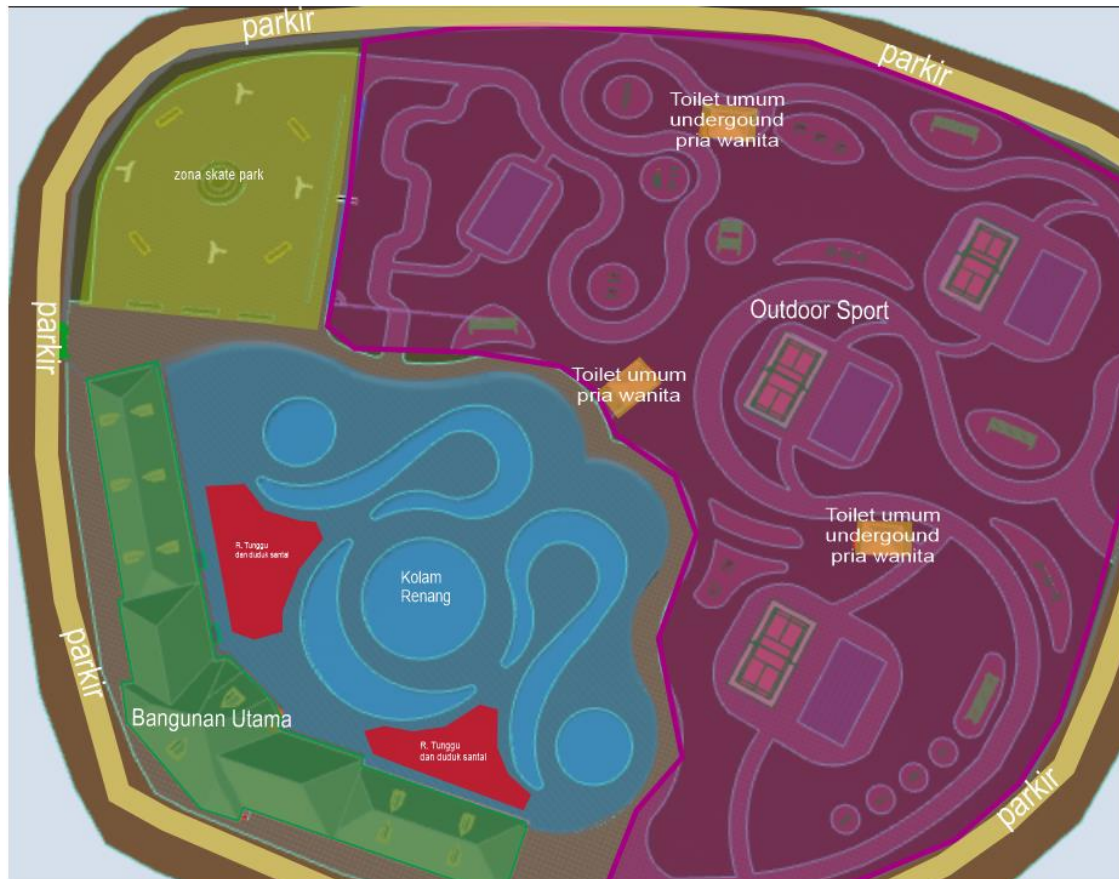 parkir
parkir
Toilet umum
undergound
pria wanita
zona skate park
Outdoor Sport
parkir
Toilet umum
pria wanita
Toilet umum
undergound
pria wanita
R. Tunggu
dan duduk santai
Kolam
Renang
parkir
Bangunan Utama
R. Tunggu
dan duduk santai
parkir